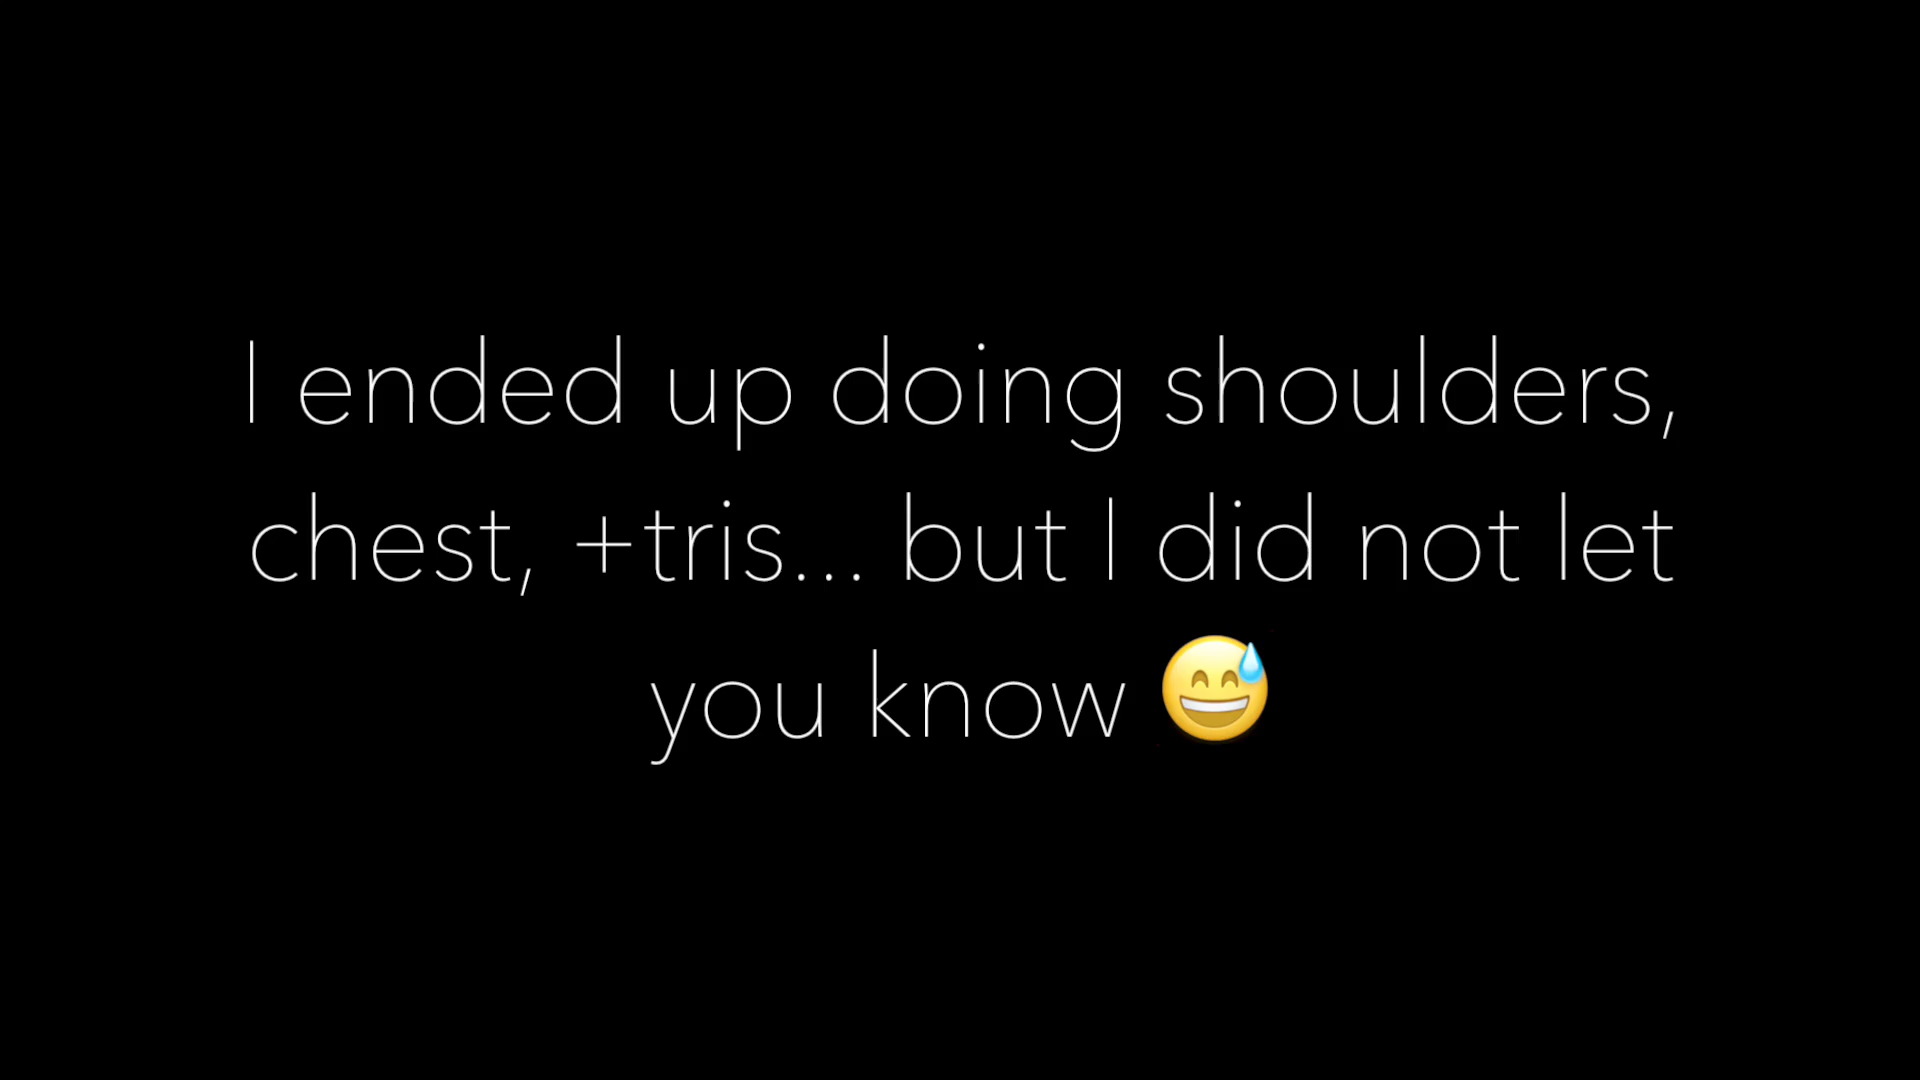 I ended up doing shoulders,
chest, +tris... but I did not let
you know 😅